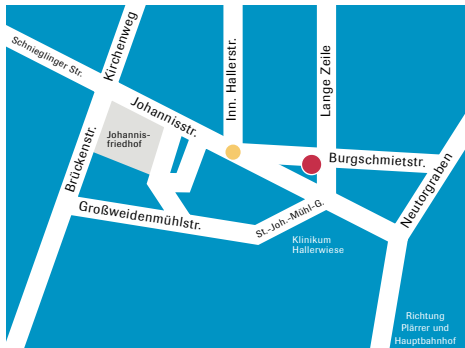 Schnieglinger Str.
Kirchenweg
Johannisstr.
Inn. Hallerstr.
Lange Zeile
Johannis-
friedhof
Brückenstr.
Burgschmietstr.
Neutorgraben
Großweidenmühlstr.
St.-Joh.-Mühl-G.
Klinikum
Hallerwiese
Richtung
Plärrer und
Hauptbahnhof